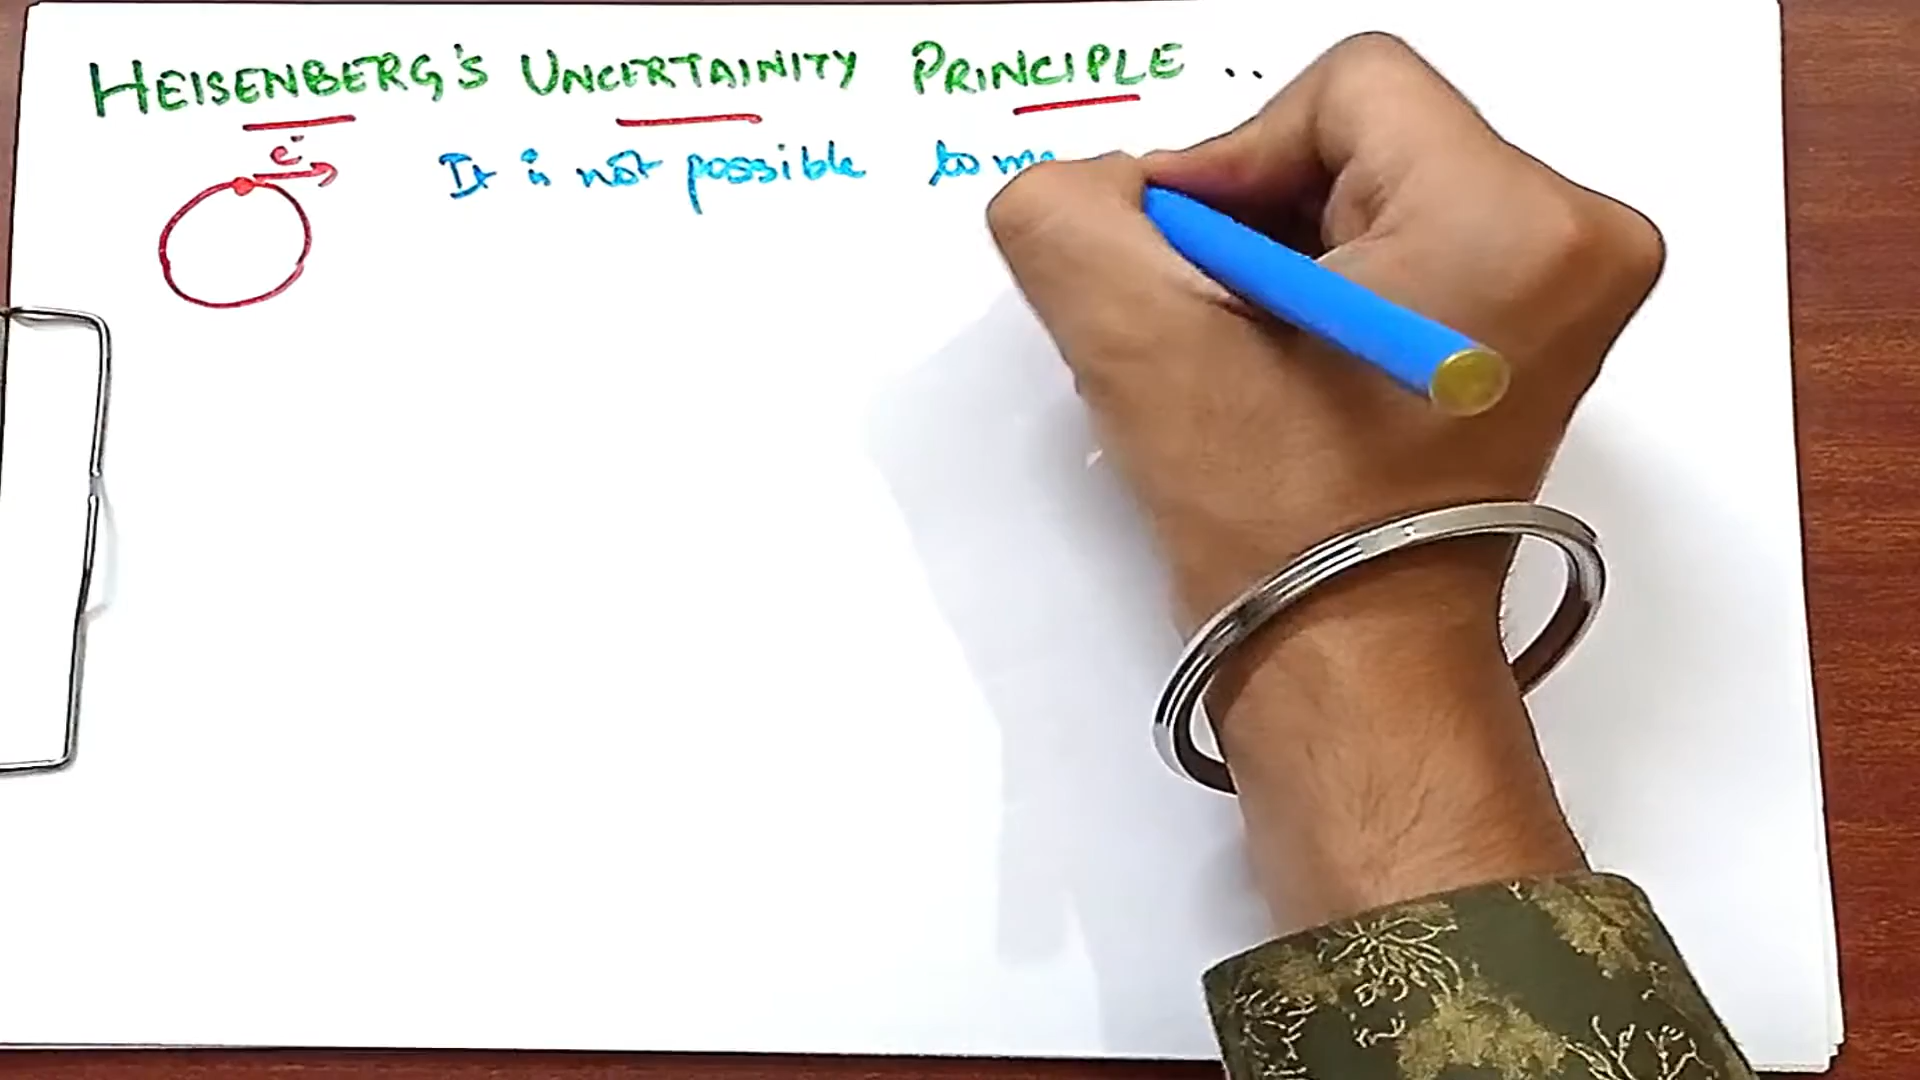 HEISENBERG'S UNCERTAINITY PRINCIPLE ..
e⁻
It is not possible to